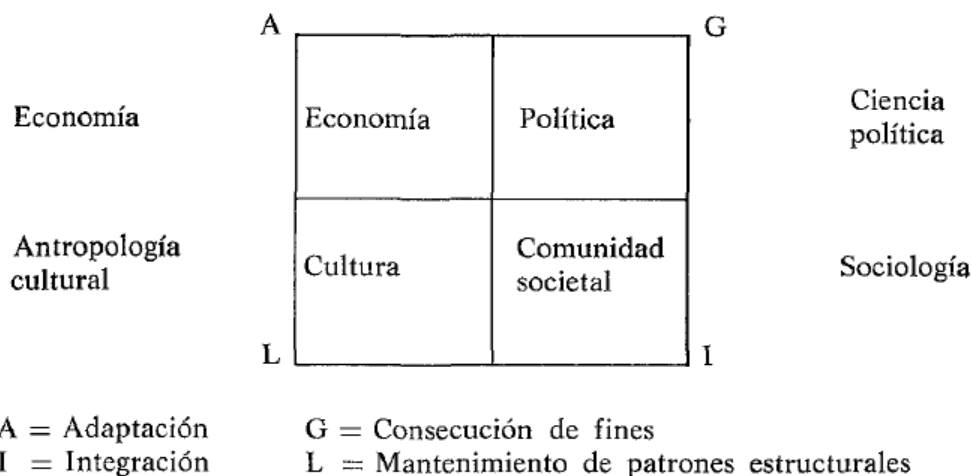 A G
Economía Economía Política Ciencia
política
Antropología
cultural Cultura Comunidad
societal Sociología
L I
A = Adaptación G = Consecución de fines
I = Integración L = Mantenimiento de patrones estructurales